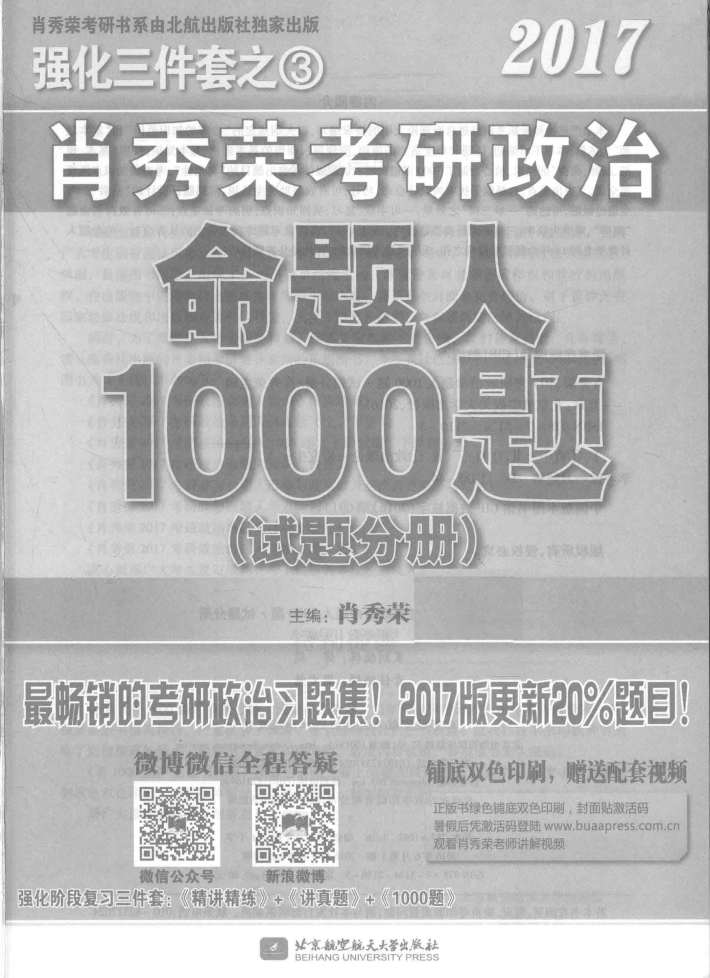 肖秀荣考研书系由北航出版社独家出版
强化三件套之③
2017
肖秀荣考研政治
命题人
1000题
（试题分册）
主编：肖秀荣
最畅销的考研政治习题集！2017版更新20%题目！
微博微信全程答疑
微信公众号
新浪微博
铺底双色印刷，赠送配套视频
正版书绿色铺底双色印刷，封面贴激活码
暑假后凭激活码登陆 www.buaapress.com.cn
观看肖秀荣老师讲解视频
强化阶段复习三件套：《精讲精练》+《讲真题》+《1000题》
北京航空航天大学出版社
BEIHANG UNIVERSITY PRESS